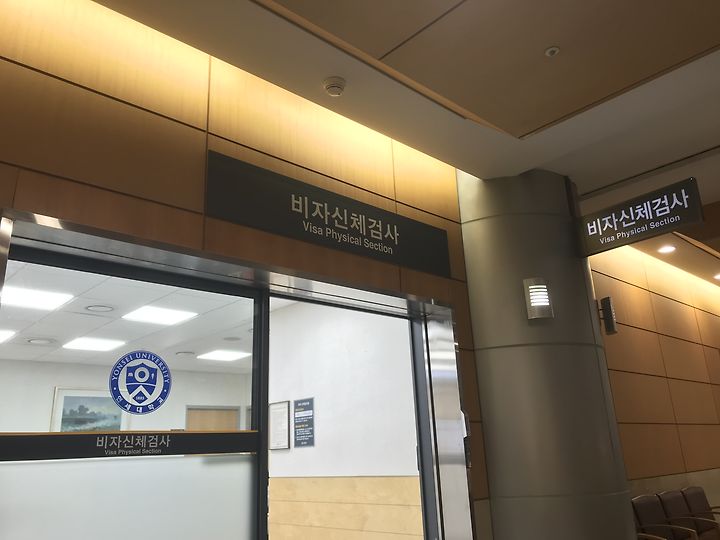 비자신체검사
Visa Physical Section
비자신체검사
Visa Physical Section
YONSEI UNIVERSITY
연세대학교
비자신체검사
Visa Physical Section